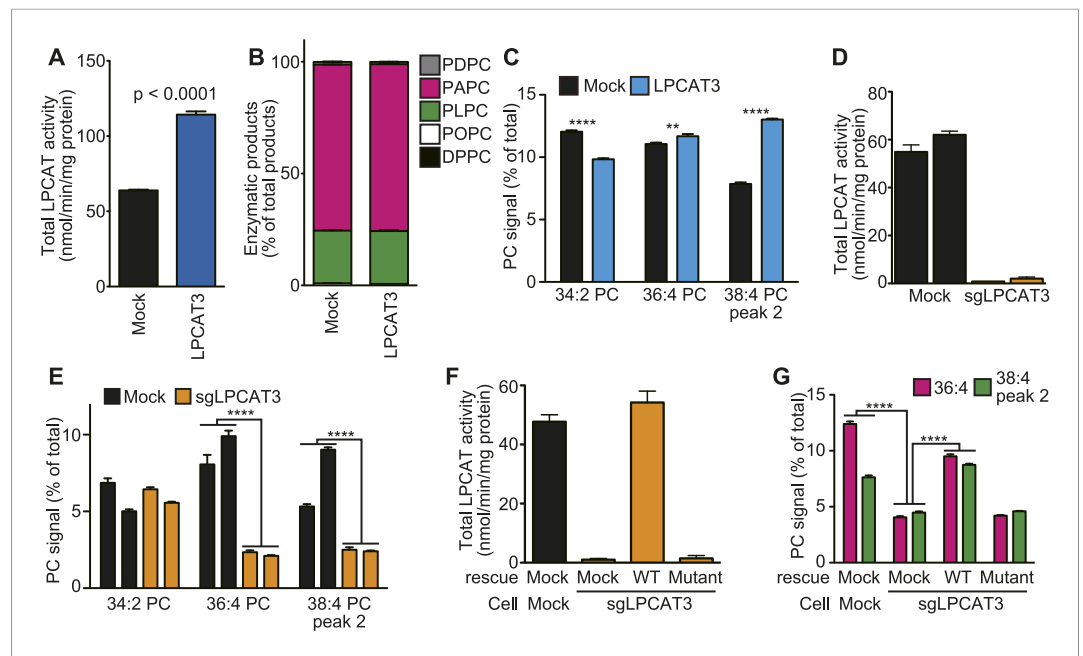 A
Total LPCAT activity
(nmol/min/mg protein)
150
100
50
0
p < 0.0001
Mock
LPCAT3
B
Enzymatic products
(% of total products)
100
50
0
Mock
LPCAT3
PDPC
PAPC
PLPC
POPC
DPPC
C
Mock LPCAT3
PC signal (% of total)
15
10
5
0
**** ** ****
34:2 PC 36:4 PC 38:4 PC
peak 2
D
Total LPCAT activity
(nmol/min/mg protein)
80
60
40
20
0
Mock sgLPCAT3
E
Mock sgLPCAT3
PC signal (% of total)
10
5
0
**** ****
34:2 PC 36:4 PC 38:4 PC
peak 2
F
Total LPCAT activity
(nmol/min/mg protein)
60
40
20
0
rescue Mock Mock WT Mutant
Cell Mock sgLPCAT3
G
36:4 38:4
peak 2
PC signal (% of total)
15
10
5
0
**** ****
rescue Mock Mock WT Mutant
Cell Mock sgLPCAT3